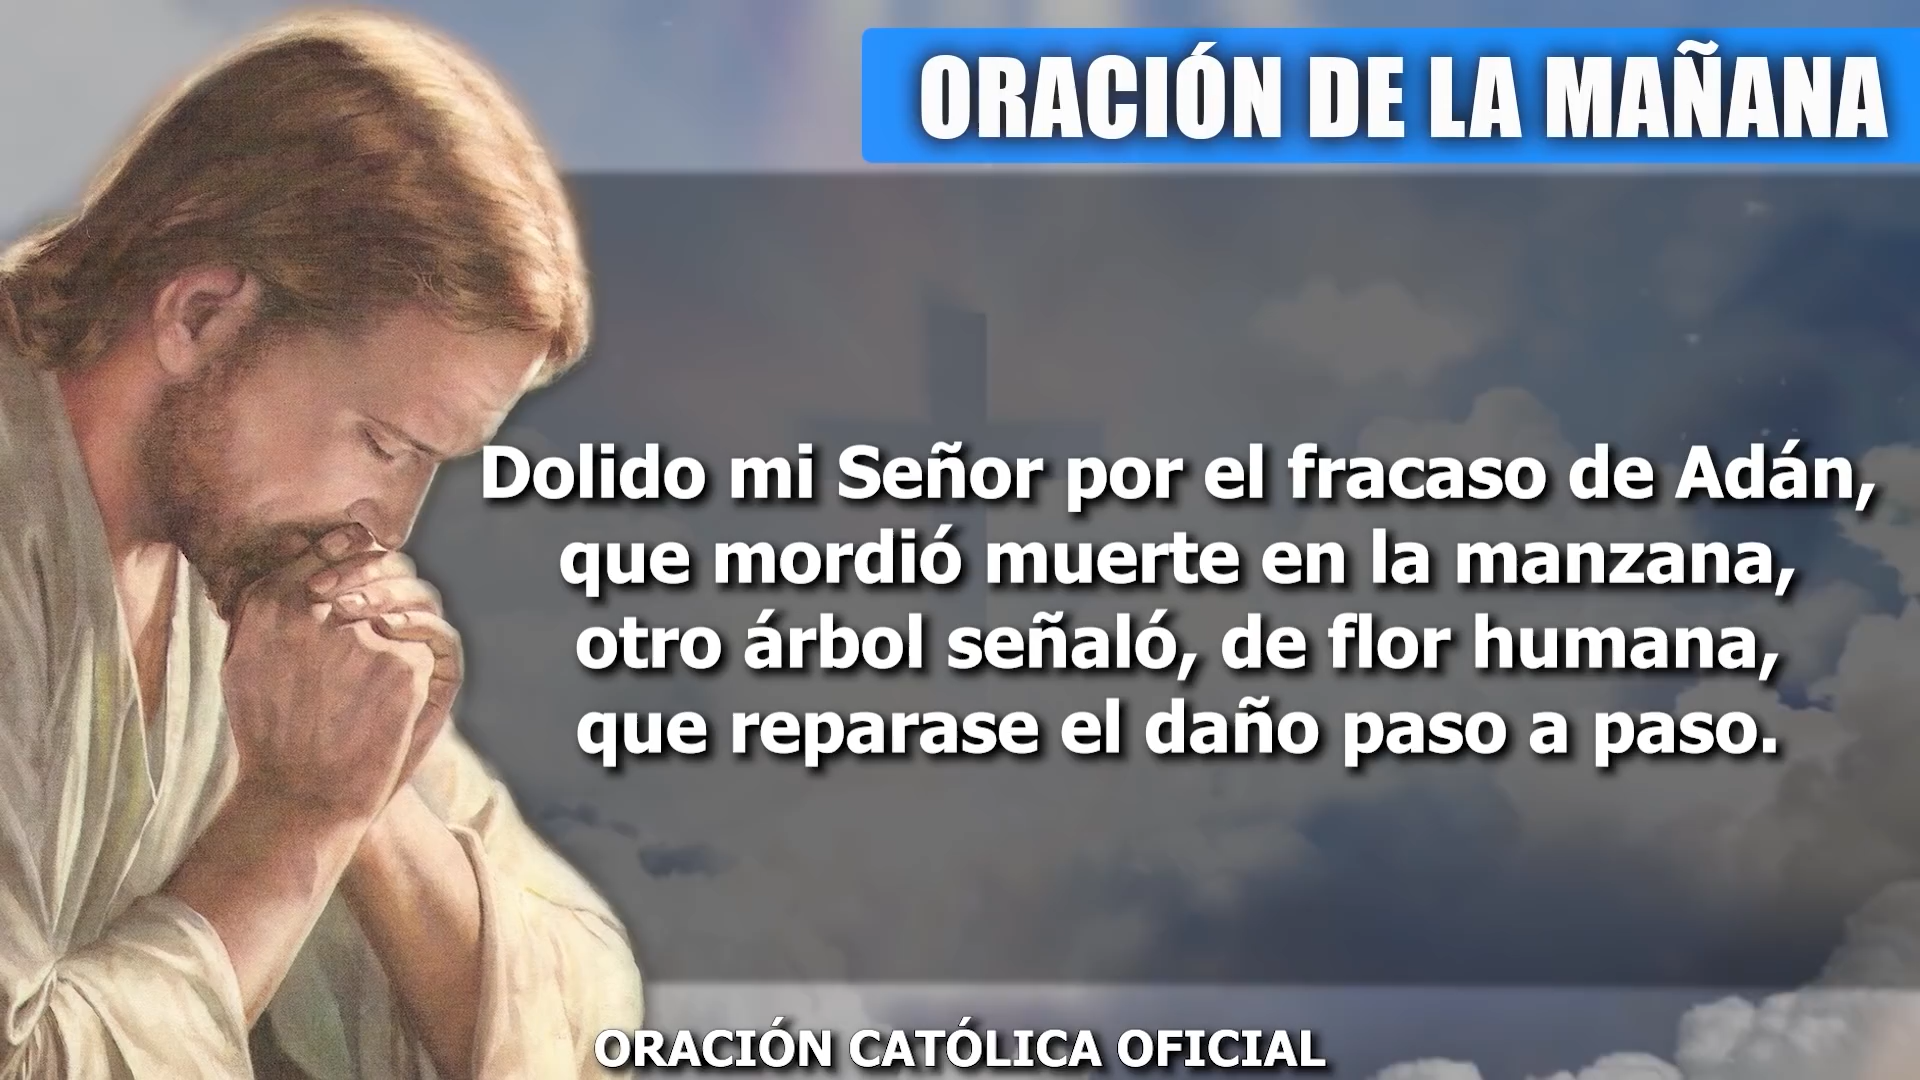 ORACIÓN DE LA MAÑANA
Dolido mi Señor por el fracaso de Adán,
que mordió muerte en la manzana,
otro árbol señaló, de flor humana,
que reparase el daño paso a paso.
ORACIÓN CATÓLICA OFICIAL